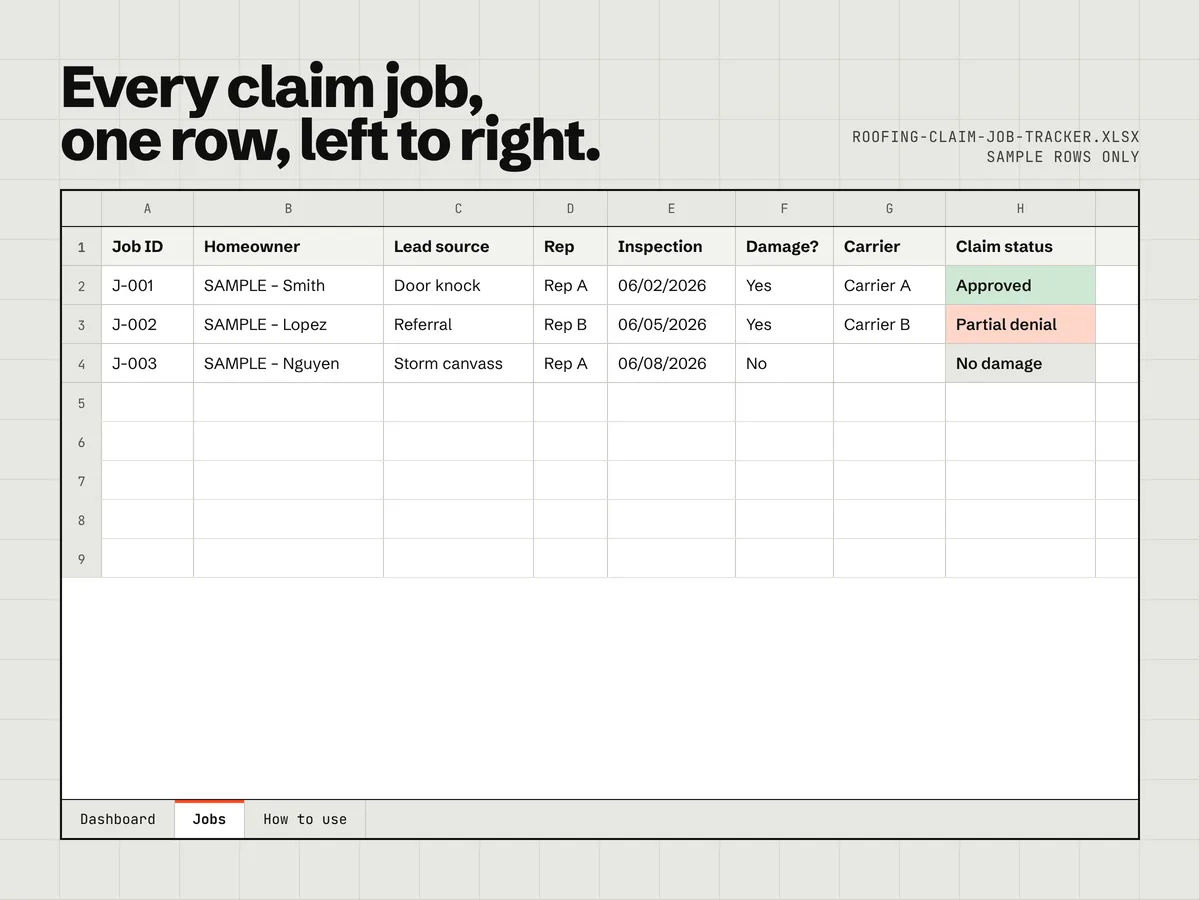 Every claim job,
one row, left to right.
ROOFING-CLAIM-JOB-TRACKER.XLSX
SAMPLE ROWS ONLY
A B C D E F G H
1 Job ID Homeowner Lead source Rep Inspection Damage? Carrier Claim status
2 J-001 SAMPLE – Smith Door knock Rep A 06/02/2026 Yes Carrier A Approved
3 J-002 SAMPLE – Lopez Referral Rep B 06/05/2026 Yes Carrier B Partial denial
4 J-003 SAMPLE – Nguyen Storm canvass Rep A 06/08/2026 No No damage
5
6
7
8
9
Dashboard Jobs How to use